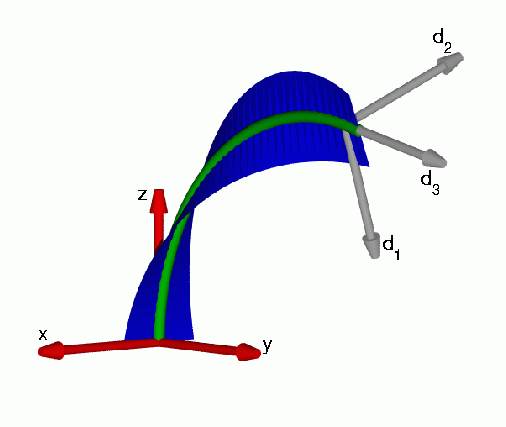 d₂
z
d₃
d₁
x
y